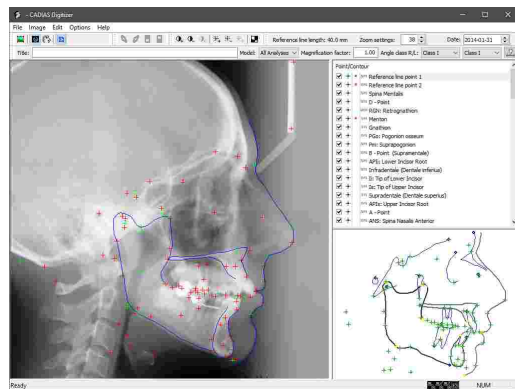 - CADIAS Digitizer
File Image Edit Options Help
Reference line length: 40.0 mm Zoom settings: 38 Date: 2014-01-31
Title: Model: All Analyses Magnification factor: 1.00 Angle class R/L: Class I Class I
Point/Contour
Reference line point 1
Reference line point 2
Spina Mentalis
D - Point
RGN: Retrognathion
Menton
Gnathion
PGo: Pogonion osseum
Pm: Suprapogonion
B - Point (Supramentale)
APE: Lower Incisor Root
Infradentale (Dentale inferius)
Ii: Tip of Lower Incisor
Is: Tip of Upper Incisor
Supradentale (Dentale superius)
APIs: Upper Incisor Root
A - Point
ANS: Spina Nasalis Anterior
Ready NUM